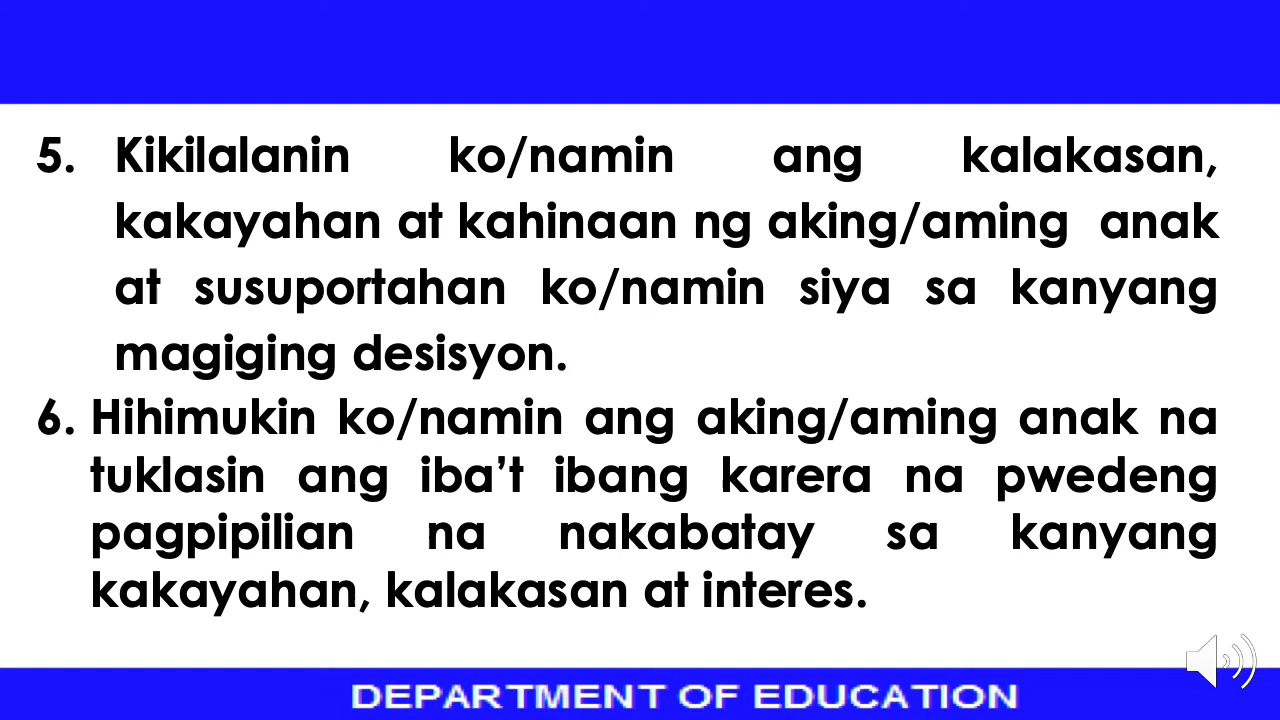 5. Kikilalanin ko/namin ang kalakasan,
kakayahan at kahinaan ng aking/aming anak
at susuportahan ko/namin siya sa kanyang
magiging desisyon.
6. Hihimukin ko/namin ang aking/aming anak na
tuklasin ang iba’t ibang karera na pwedeng
pagpipilian na nakabatay sa kanyang
kakayahan, kalakasan at interes.
DEPARTMENT OF EDUCATION